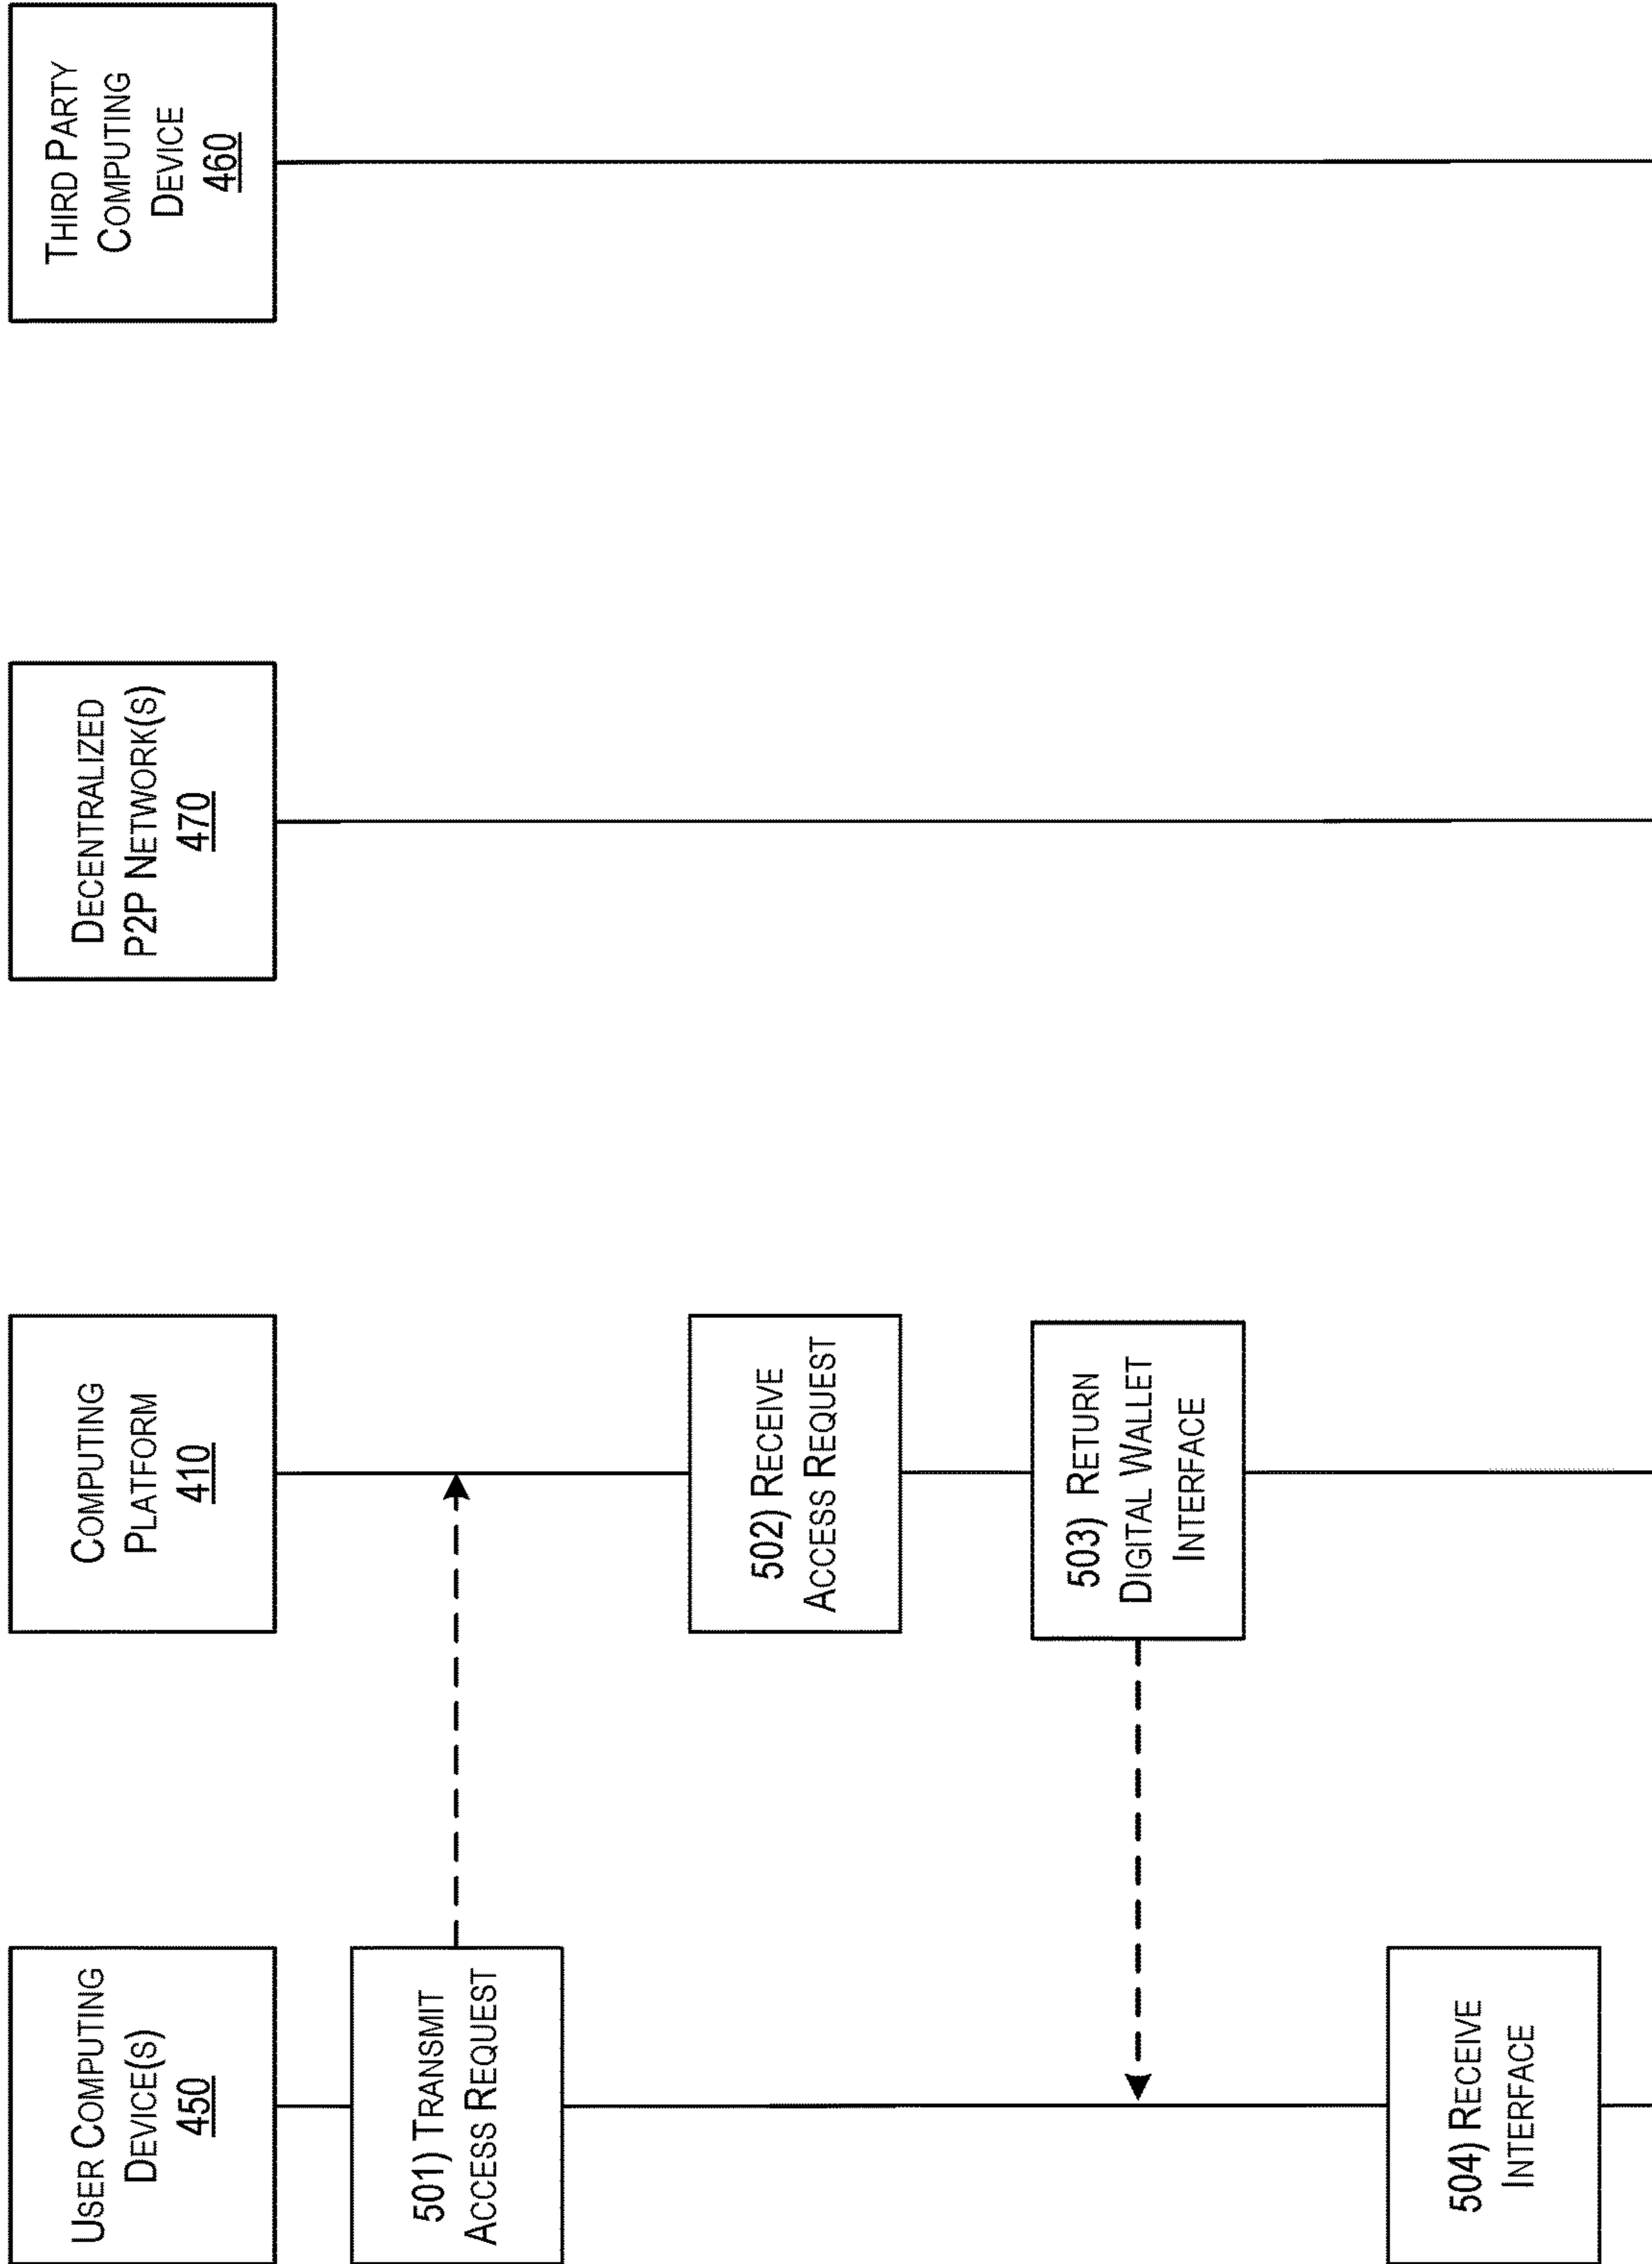 USER COMPUTING
DEVICE(S)
450
COMPUTING
PLATFORM
410
DECENTRALIZED
P2P NETWORK(S)
470
THIRD PARTY
COMPUTING
DEVICE
460
501) TRANSMIT
ACCESS REQUEST
502) RECEIVE
ACCESS REQUEST
503) RETURN
DIGITAL WALLET
INTERFACE
504) RECEIVE
INTERFACE